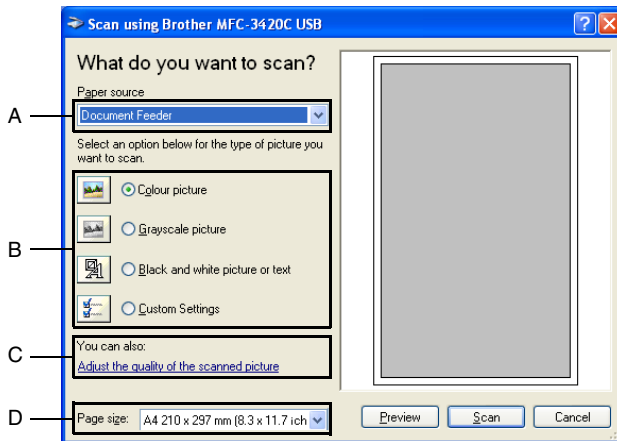 Scan using Brother MFC-3420C USB
What do you want to scan?
Paper source
A
Document Feeder
Select an option below for the type of picture you
want to scan.
Colour picture
Grayscale picture
B
Black and white picture or text
Custom Settings
You can also:
C
Adjust the quality of the scanned picture
D
Page size: A4 210 x 297 mm (8.3 x 11.7 ich
Preview Scan Cancel